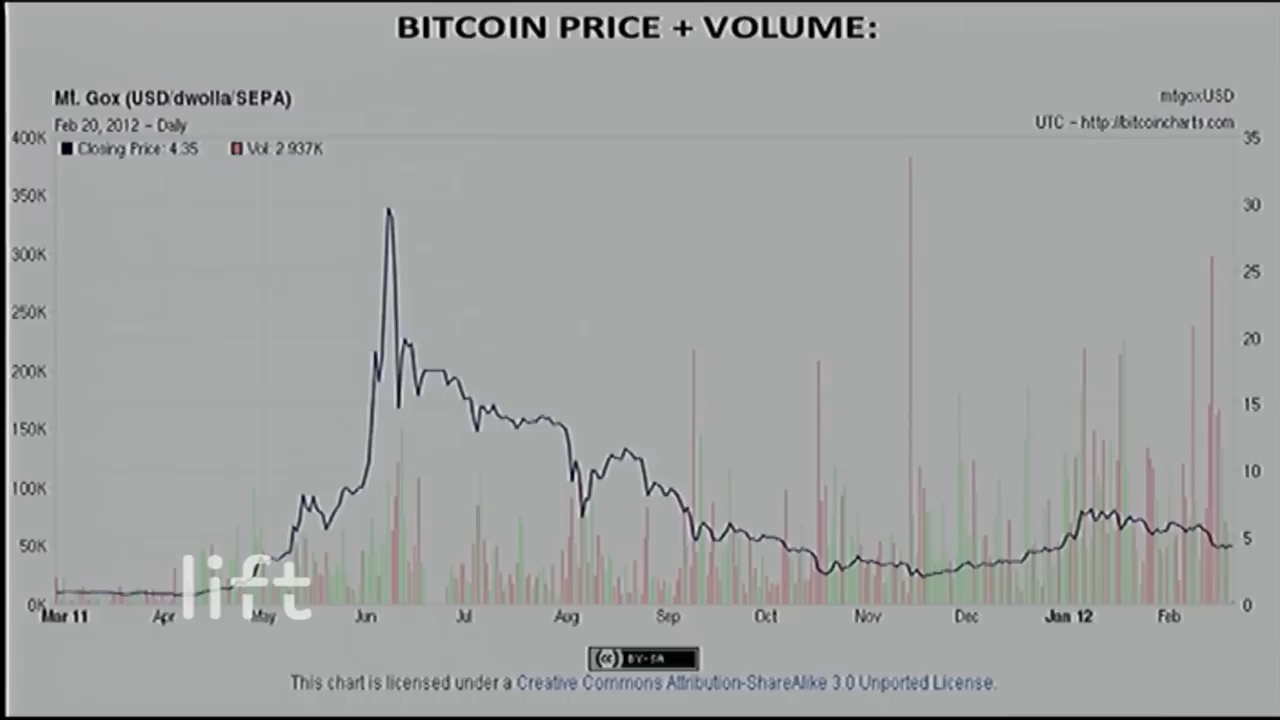 BITCOIN PRICE + VOLUME:
Mt. Gox (USD/dwolla/SEPA)
mtgoxUSD
Feb 20, 2012 - Daily
UTC - http://bitcoincharts.com
Closing Price: 4.35
Vol: 2.937K
400K
350K
300K
250K
200K
150K
100K
50K
0K
35
30
25
20
15
10
5
0
lift
Mar 11 Apr May Jun Jul Aug Sep Oct Nov Dec Jan 12 Feb
(cc) BY-SA
This chart is licensed under a Creative Commons Attribution-ShareAlike 3.0 Unported License.